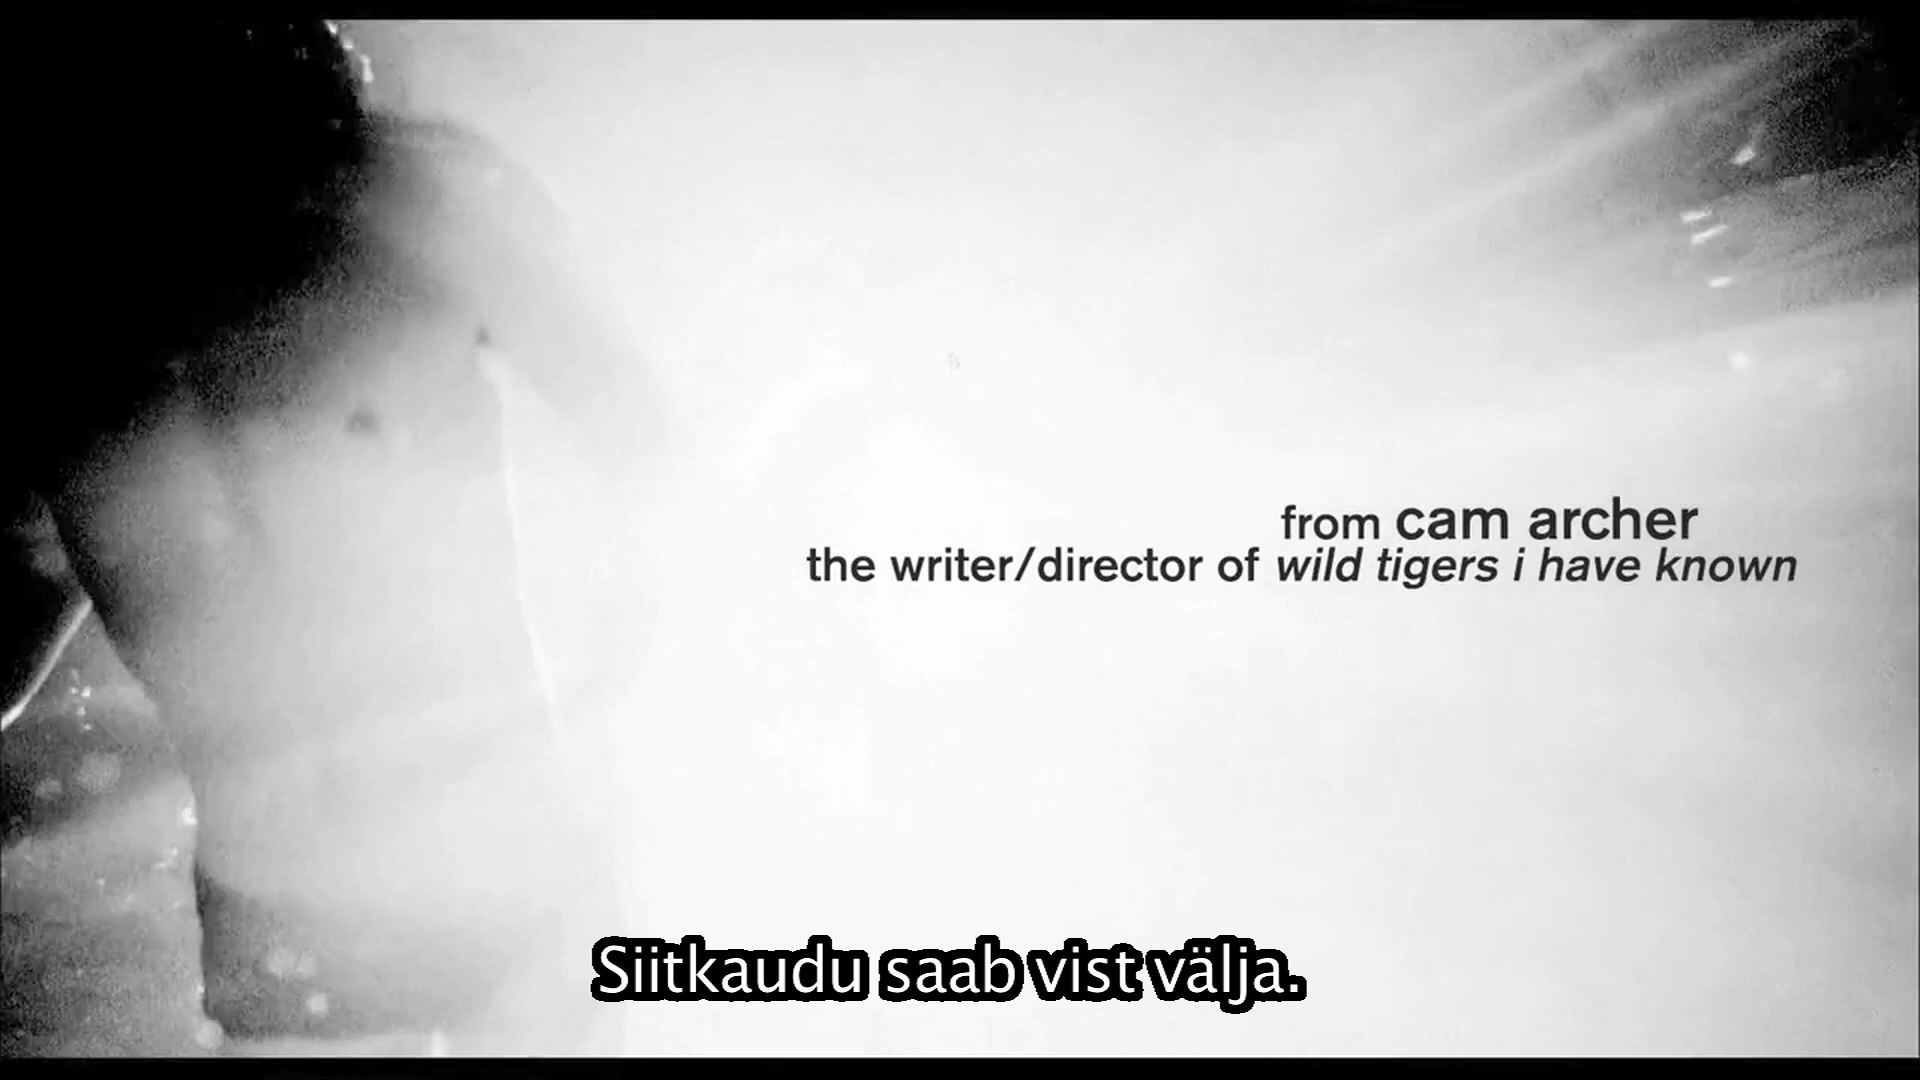 from cam archer
the writer/director of wild tigers i have known
Siitkaudu saab vist välja.